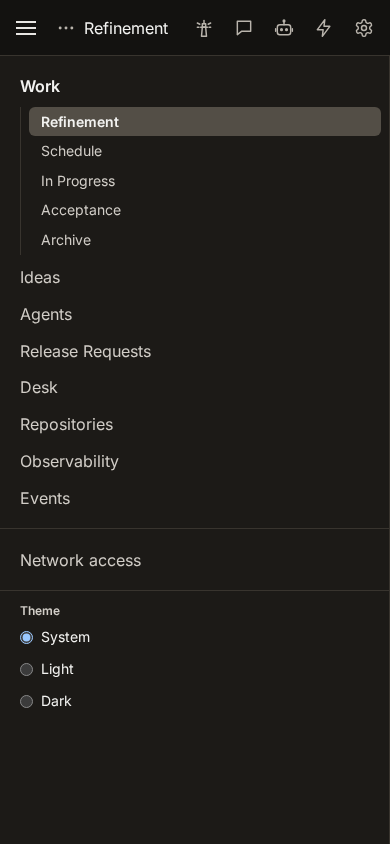 Refinement
Work
Refinement
Schedule
In Progress
Acceptance
Archive
Ideas
Agents
Release Requests
Desk
Repositories
Observability
Events
Network access
Theme
System
Light
Dark